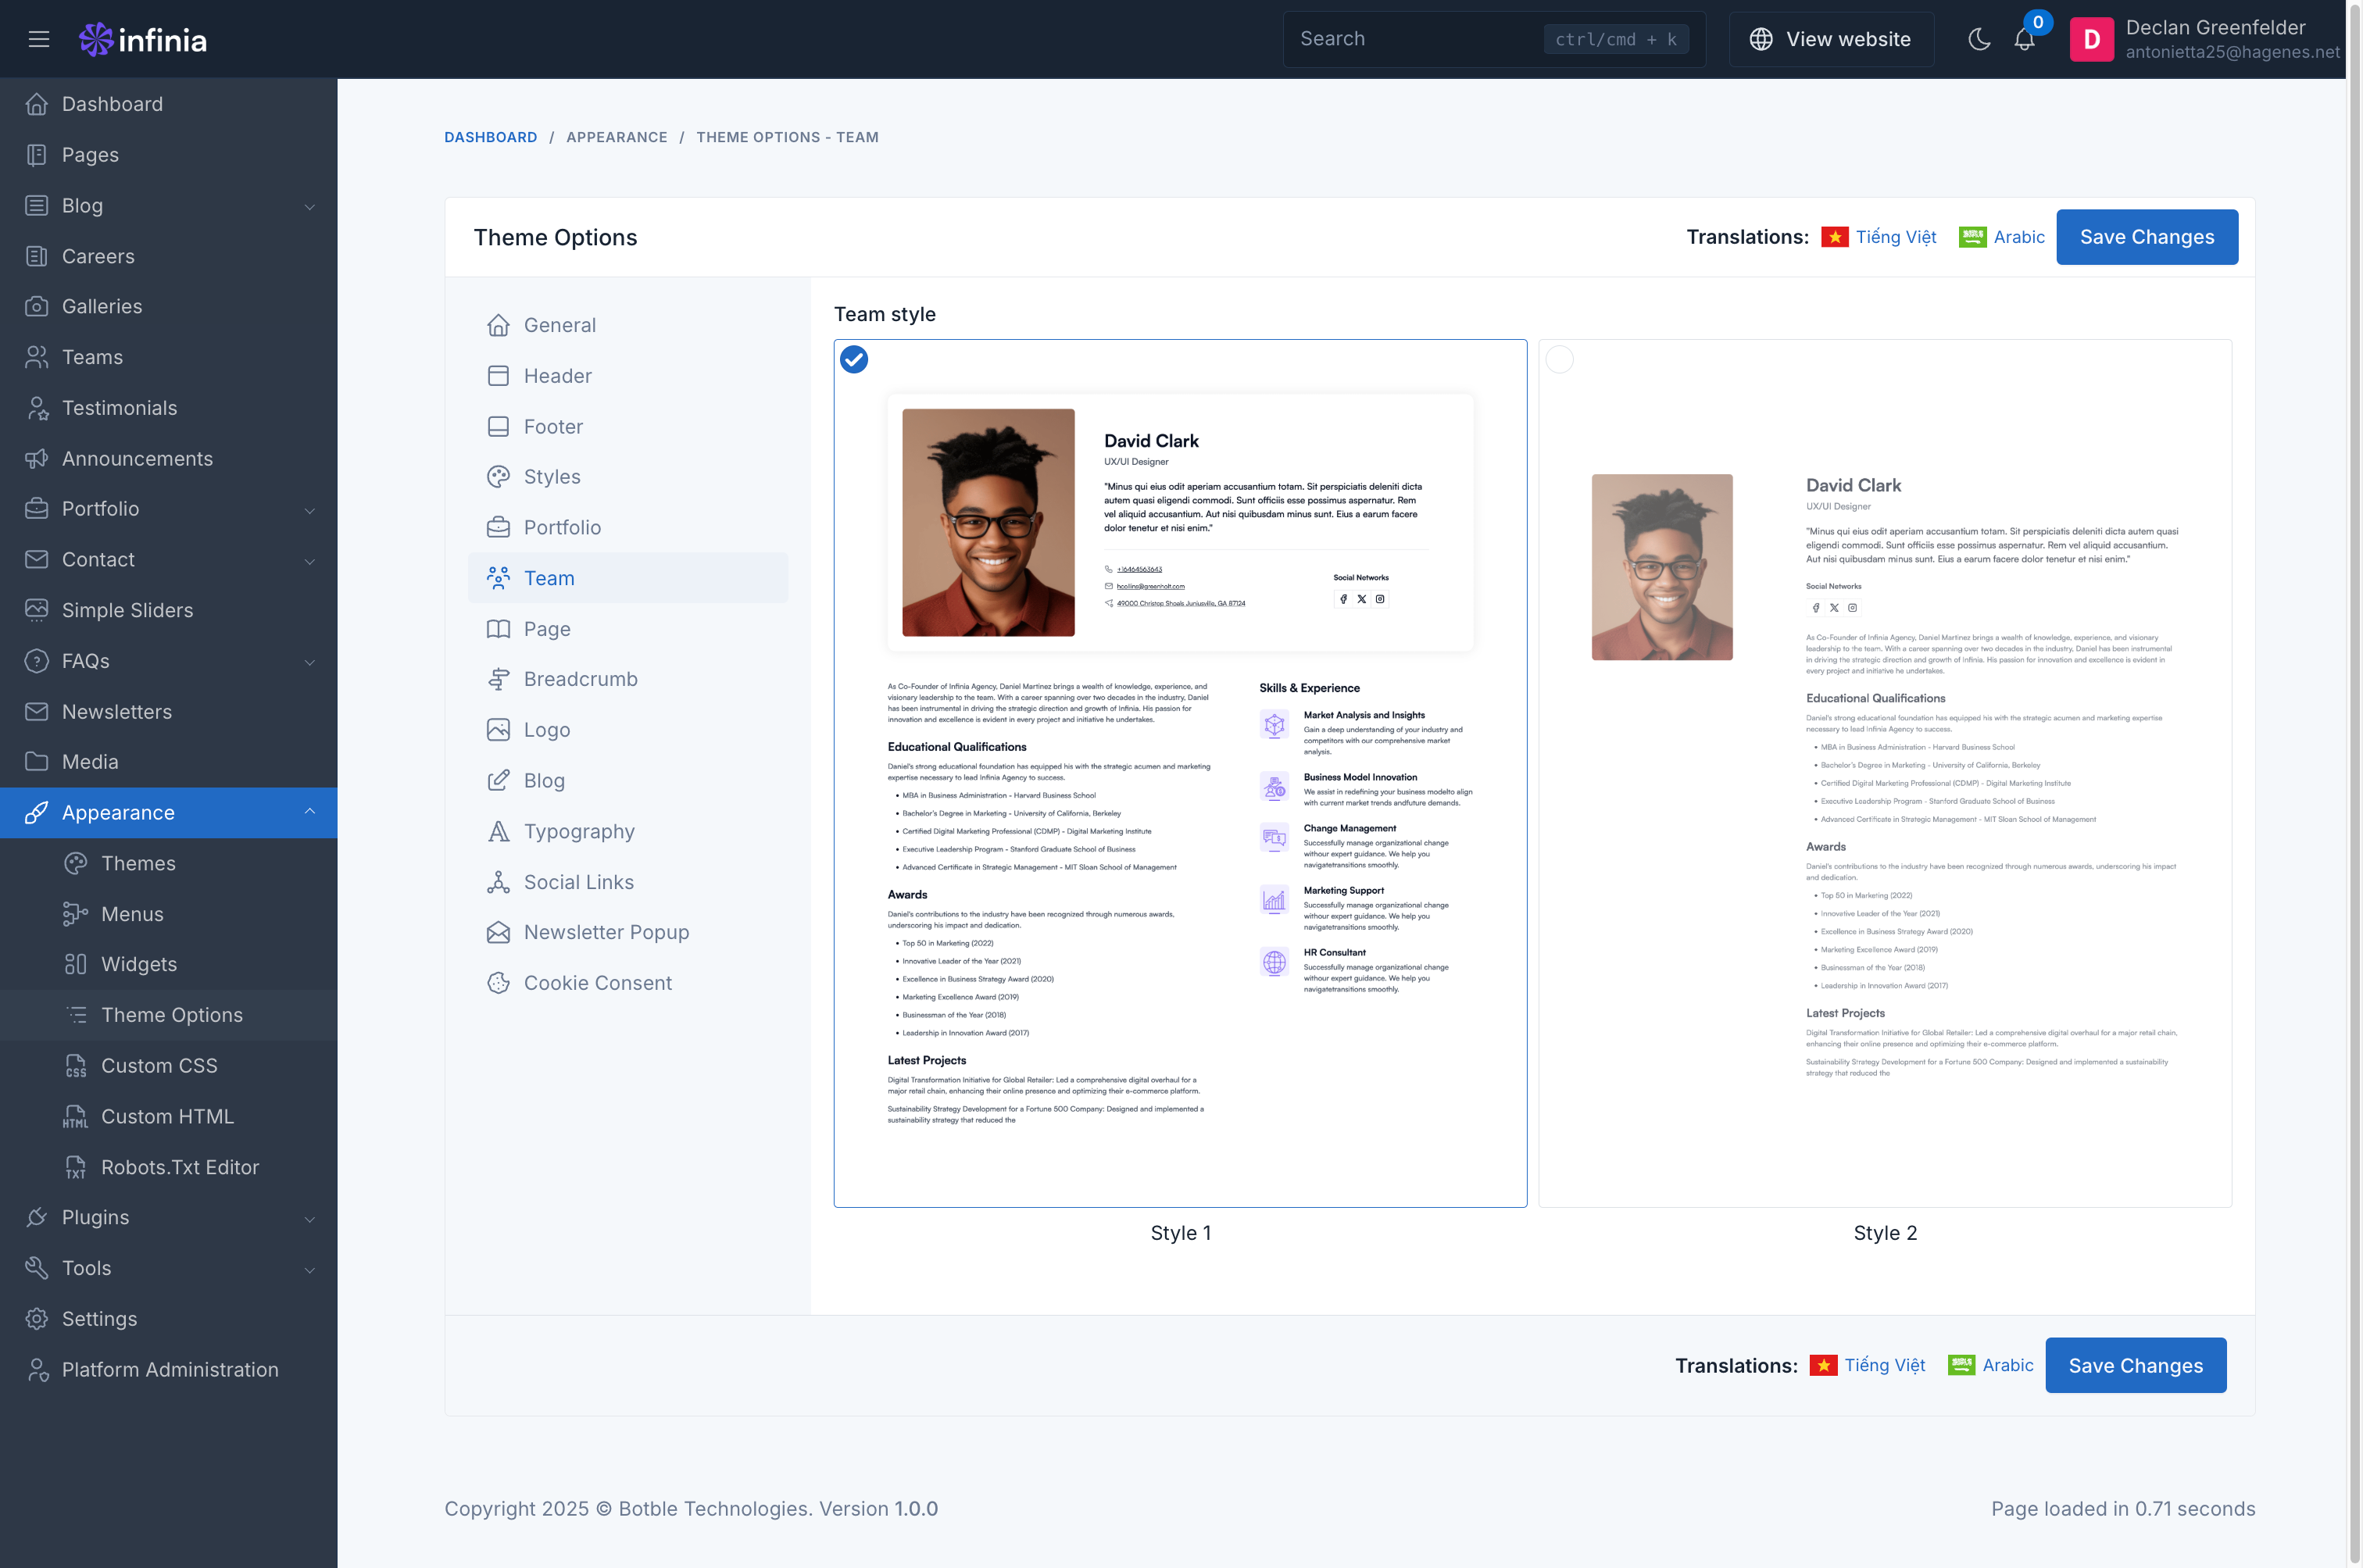 infinia
Search
ctrl/cmd + k
View website
0
D
Declan Greenfelder
antonietta25@hagenes.net
Dashboard
Pages
Blog
Careers
Galleries
Teams
Testimonials
Announcements
Portfolio
Contact
Simple Sliders
FAQs
Newsletters
Media
Appearance
Themes
Menus
Widgets
Theme Options
CSS
Custom CSS
HTML
Custom HTML
TXT
Robots.Txt Editor
Plugins
Tools
Settings
Platform Administration
DASHBOARD / APPEARANCE / THEME OPTIONS - TEAM
Theme Options
Translations: Tiếng Việt Arabic
Save Changes
General
Header
Footer
Styles
Portfolio
Team
Page
Breadcrumb
Logo
Blog
Typography
Social Links
Newsletter Popup
Cookie Consent
Team style
David Clark
UX/UI Designer
"Minus qui eius odit aperiam accusantium totam. Sit perspiciatis deleniti dicta
autem quasi eligendi commodi. Sunt officiis esse possimus aspernatur. Rem
vel aliquid accusantium. Aut nisi quibusdam minus sunt. Eius a earum facere
dolor tenetur et nisi enim."
+16464563643
hcollins@greenholt.com
49000 Christop Shoals Juniusville, GA 87124
Social Networks
As Co-Founder of Infinia Agency, Daniel Martinez brings a wealth of knowledge, experience, and
visionary leadership to the team. With a career spanning over two decades in the industry, Daniel
has been instrumental in driving the strategic direction and growth of Infinia. His passion for
innovation and excellence is evident in every project and initiative he undertakes.
Educational Qualifications
Daniel's strong educational foundation has equipped his with the strategic acumen and marketing
expertise necessary to lead Infinia Agency to success.
• MBA in Business Administration - Harvard Business School
• Bachelor's Degree in Marketing - University of California, Berkeley
• Certified Digital Marketing Professional (CDMP) - Digital Marketing Institute
• Executive Leadership Program - Stanford Graduate School of Business
• Advanced Certificate in Strategic Management - MIT Sloan School of Management
Awards
Daniel's contributions to the industry have been recognized through numerous awards,
underscoring his impact and dedication.
• Top 50 in Marketing (2022)
• Innovative Leader of the Year (2021)
• Excellence in Business Strategy Award (2020)
• Marketing Excellence Award (2019)
• Businessman of the Year (2018)
• Leadership in Innovation Award (2017)
Latest Projects
Digital Transformation Initiative for Global Retailer: Led a comprehensive digital overhaul for a
major retail chain, enhancing their online presence and optimizing their e-commerce platform.
Sustainability Strategy Development for a Fortune 500 Company: Designed and implemented a
sustainability strategy that reduced the
Skills & Experience
Market Analysis and Insights
Gain a deep understanding of your industry and
competitors with our comprehensive market
analysis.
Business Model Innovation
We assist in redefining your business modelto align
with current market trends andfuture demands.
Change Management
Successfully manage organizational change
withour expert guidance. We help you
navigatetransitions smoothly.
Marketing Support
Successfully manage organizational change
withour expert guidance. We help you
navigatetransitions smoothly.
HR Consultant
Successfully manage organizational change
withour expert guidance. We help you
navigatetransitions smoothly.
Style 1
David Clark
UX/UI Designer
"Minus qui eius odit aperiam accusantium totam. Sit perspiciatis deleniti dicta autem quasi
eligendi commodi. Sunt officiis esse possimus aspernatur. Rem vel aliquid accusantium.
Aut nisi quibusdam minus sunt. Eius a earum facere dolor tenetur et nisi enim."
Social Networks
As Co-Founder of Infinia Agency, Daniel Martinez brings a wealth of knowledge, experience, and visionary
leadership to the team. With a career spanning over two decades in the industry, Daniel has been instrumental
in driving the strategic direction and growth of Infinia. His passion for innovation and excellence is evident in
every project and initiative he undertakes.
Educational Qualifications
Daniel's strong educational foundation has equipped his with the strategic acumen and marketing expertise
necessary to lead Infinia Agency to success.
• MBA in Business Administration - Harvard Business School
• Bachelor's Degree in Marketing - University of California, Berkeley
• Certified Digital Marketing Professional (CDMP) - Digital Marketing Institute
• Executive Leadership Program - Stanford Graduate School of Business
• Advanced Certificate in Strategic Management - MIT Sloan School of Management
Awards
Daniel's contributions to the industry have been recognized through numerous awards, underscoring his impact
and dedication.
• Top 50 in Marketing (2022)
• Innovative Leader of the Year (2021)
• Excellence in Business Strategy Award (2020)
• Marketing Excellence Award (2019)
• Businessman of the Year (2018)
• Leadership in Innovation Award (2017)
Latest Projects
Digital Transformation Initiative for Global Retailer: Led a comprehensive digital overhaul for a major retail chain,
enhancing their online presence and optimizing their e-commerce platform.
Sustainability Strategy Development for a Fortune 500 Company: Designed and implemented a sustainability
strategy that reduced the
Style 2
Translations: Tiếng Việt Arabic
Save Changes
Copyright 2025 © Botble Technologies. Version 1.0.0
Page loaded in 0.71 seconds